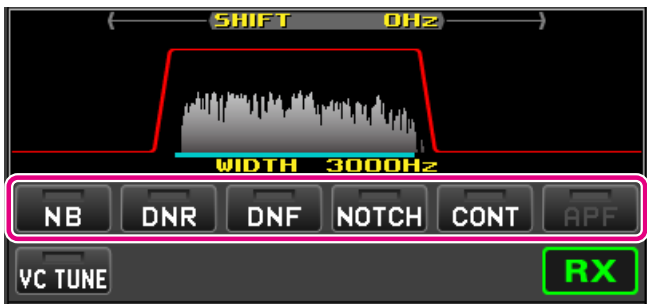 SHIFT 0Hz
WIDTH 3000Hz
NB DNR DNF NOTCH CONT APF
VC TUNE RX